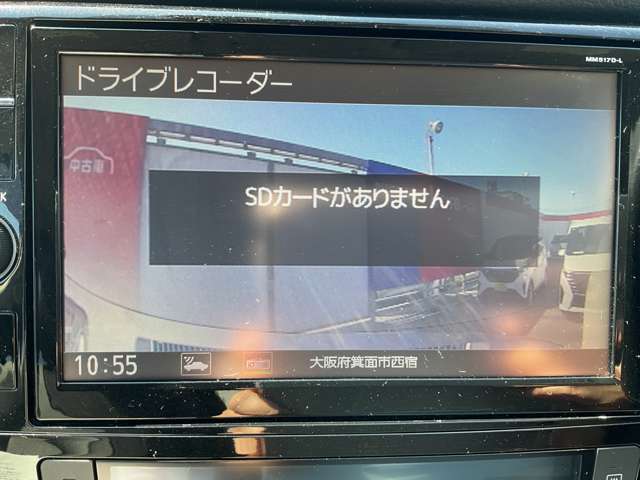 MM517D-L
ドライブレコーダー
中古車
SDカードがありません
K
10:55
大阪府箕面市西宿